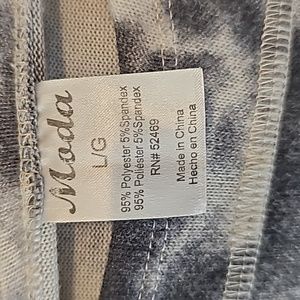 Moda
L/G
95% Polyester 5%Spandex
95% Poliéster 5%Spandex
RN# 52469
Made In China
Hecho en China